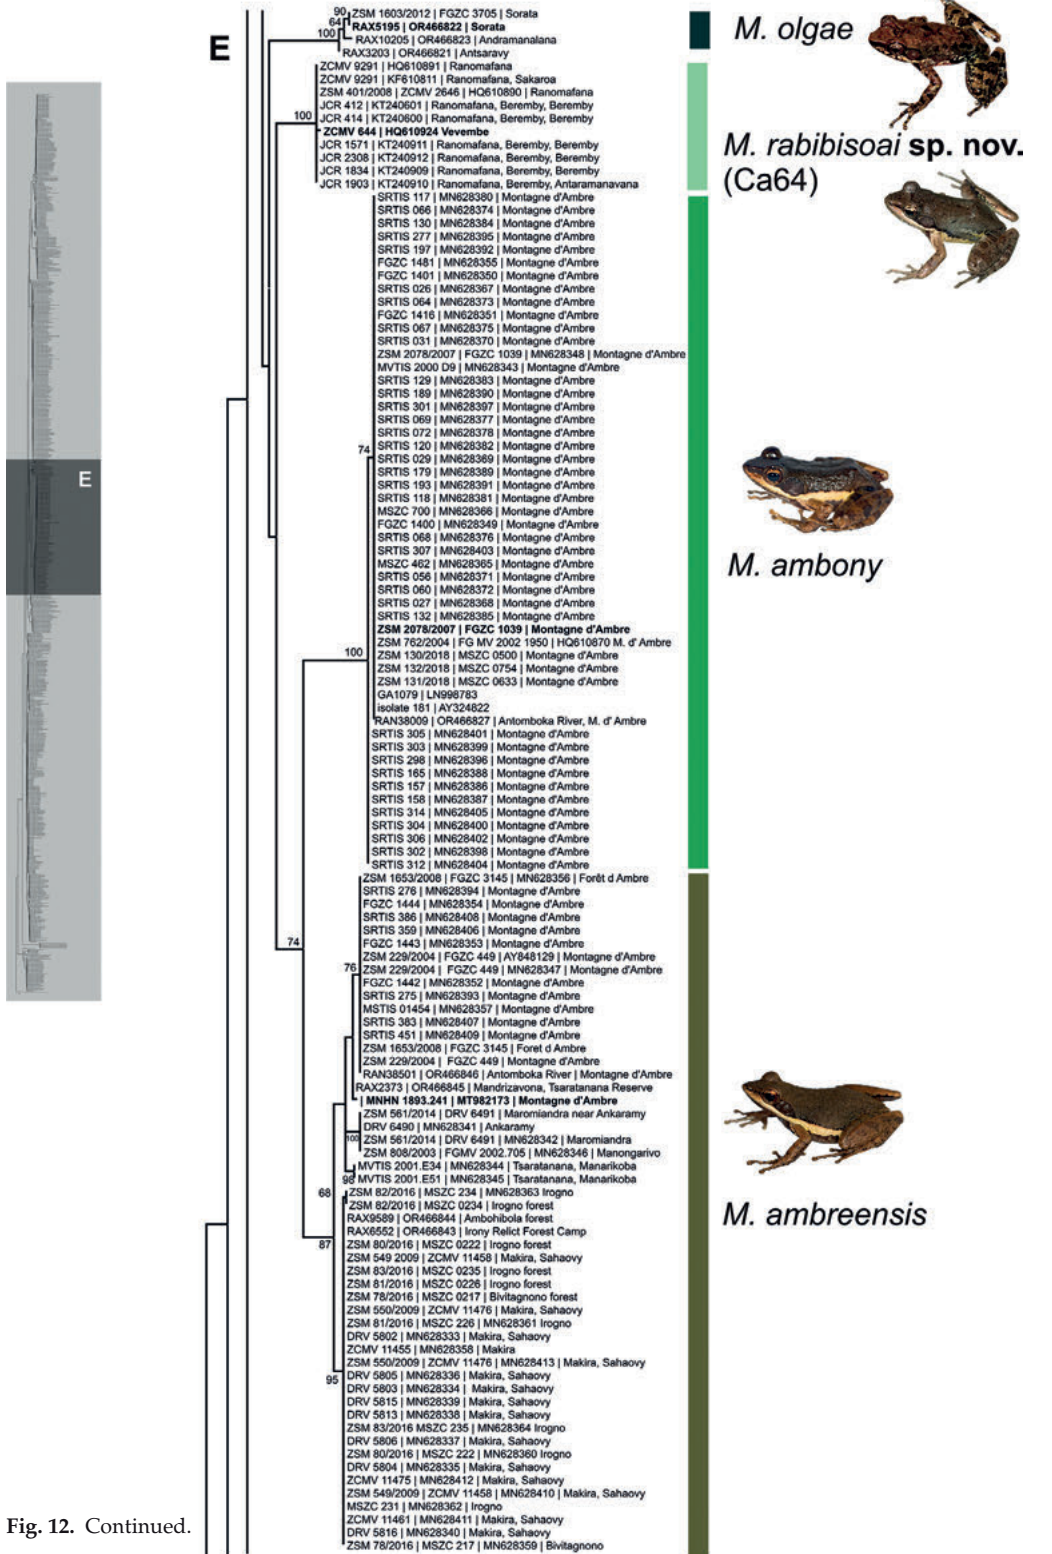 E
ZSM 1603/2012 | FGZC 3705 | Sorata
RAX5195 | OR466822 | Sorata
RAX10205 | OR466823 | Andramanalana
RAX3203 | OR466821 | Antsaravy
90
64
100
M. olgae
ZCMV 9291 | HQ610891 | Ranomafana
ZCMV 9291 | KF610811 | Ranomafana, Sakaroa
ZSM 401/2008 | ZCMV 2646 | HQ610890 | Ranomafana
JCR 412 | KT240601 | Ranomafana, Beremby, Beremby
JCR 414 | KT240600 | Ranomafana, Beremby, Beremby
ZCMV 644 | HQ610924 Vevembe
JCR 1571 | KT240911 | Ranomafana, Beremby, Beremby
JCR 2308 | KT240912 | Ranomafana, Beremby, Beremby
JCR 1834 | KT240909 | Ranomafana, Beremby, Beremby
JCR 1903 | KT240910 | Ranomafana, Beremby, Antaramanavana
100
M. rabibisoai sp. nov.
(Ca64)
SRTIS 117 | MN628380 | Montagne d'Ambre
SRTIS 066 | MN628374 | Montagne d'Ambre
SRTIS 130 | MN628384 | Montagne d'Ambre
SRTIS 277 | MN628395 | Montagne d'Ambre
SRTIS 197 | MN628392 | Montagne d'Ambre
FGZC 1481 | MN628355 | Montagne d'Ambre
FGZC 1401 | MN628350 | Montagne d'Ambre
SRTIS 026 | MN628367 | Montagne d'Ambre
SRTIS 064 | MN628373 | Montagne d'Ambre
FGZC 1416 | MN628351 | Montagne d'Ambre
SRTIS 067 | MN628375 | Montagne d'Ambre
SRTIS 031 | MN628370 | Montagne d'Ambre
ZSM 2078/2007 | FGZC 1039 | MN628348 | Montagne d'Ambre
MVTIS 2000 D9 | MN628343 | Montagne d'Ambre
SRTIS 129 | MN628383 | Montagne d'Ambre
SRTIS 189 | MN628390 | Montagne d'Ambre
SRTIS 301 | MN628397 | Montagne d'Ambre
SRTIS 069 | MN628377 | Montagne d'Ambre
SRTIS 072 | MN628378 | Montagne d'Ambre
SRTIS 120 | MN628382 | Montagne d'Ambre
SRTIS 029 | MN628369 | Montagne d'Ambre
SRTIS 179 | MN628389 | Montagne d'Ambre
SRTIS 193 | MN628391 | Montagne d'Ambre
SRTIS 118 | MN628381 | Montagne d'Ambre
MSZC 700 | MN628366 | Montagne d'Ambre
FGZC 1400 | MN628349 | Montagne d'Ambre
SRTIS 068 | MN628376 | Montagne d'Ambre
SRTIS 307 | MN628403 | Montagne d'Ambre
MSZC 462 | MN628365 | Montagne d'Ambre
SRTIS 056 | MN628371 | Montagne d'Ambre
SRTIS 060 | MN628372 | Montagne d'Ambre
SRTIS 027 | MN628368 | Montagne d'Ambre
SRTIS 132 | MN628385 | Montagne d'Ambre
ZSM 2078/2007 | FGZC 1039 | Montagne d'Ambre
ZSM 762/2004 | FG MV 2002 1950 | HQ610870 M. d' Ambre
ZSM 130/2018 | MSZC 0500 | Montagne d'Ambre
ZSM 132/2018 | MSZC 0754 | Montagne d'Ambre
ZSM 131/2018 | MSZC 0633 | Montagne d'Ambre
GA1079 | LN998783
isolate 181 | AY324822
RAN38009 | OR466827 | Antomboka River, M. d' Ambre
SRTIS 305 | MN628401 | Montagne d'Ambre
SRTIS 303 | MN628399 | Montagne d'Ambre
SRTIS 298 | MN628396 | Montagne d'Ambre
SRTIS 165 | MN628388 | Montagne d'Ambre
SRTIS 157 | MN628386 | Montagne d'Ambre
SRTIS 158 | MN628387 | Montagne d'Ambre
SRTIS 314 | MN628405 | Montagne d'Ambre
SRTIS 304 | MN628400 | Montagne d'Ambre
SRTIS 306 | MN628402 | Montagne d'Ambre
SRTIS 302 | MN628398 | Montagne d'Ambre
SRTIS 312 | MN628404 | Montagne d'Ambre
74
100
E
M. ambony
ZSM 1653/2008 | FGZC 3145 | MN628356 | Forêt d Ambre
SRTIS 276 | MN628394 | Montagne d'Ambre
FGZC 1444 | MN628354 | Montagne d'Ambre
SRTIS 386 | MN628408 | Montagne d'Ambre
SRTIS 359 | MN628406 | Montagne d'Ambre
FGZC 1443 | MN628353 | Montagne d'Ambre
ZSM 229/2004 | FGZC 449 | AY848129 | Montagne d'Ambre
ZSM 229/2004 | FGZC 449 | MN628347 | Montagne d'Ambre
FGZC 1442 | MN628352 | Montagne d'Ambre
SRTIS 275 | MN628393 | Montagne d'Ambre
MSTIS 01454 | MN628357 | Montagne d'Ambre
SRTIS 383 | MN628407 | Montagne d'Ambre
SRTIS 451 | MN628409 | Montagne d'Ambre
ZSM 1653/2008 | FGZC 3145 | Foret d Ambre
ZSM 229/2004 | FGZC 449 | Montagne d'Ambre
RAN38501 | OR466846 | Antomboka River | Montagne d'Ambre
RAX2373 | OR466845 | Mandrizavona, Tsaratanana Reserve
| MNHN 1893.241 | MT982173 | Montagne d'Ambre
ZSM 561/2014 | DRV 6491 | Maromiandra near Ankaramy
DRV 6490 | MN628341 | Ankaramy
ZSM 561/2014 | DRV 6491 | MN628342 | Maromiandra
ZSM 808/2003 | FGMV 2002.705 | MN628346 | Manongarivo
MVTIS 2001.E34 | MN628344 | Tsaratanana, Manarikoba
MVTIS 2001.E51 | MN628345 | Tsaratanana, Manarikoba
ZSM 82/2016 | MSZC 234 | MN628363 Irogno
ZSM 82/2016 | MSZC 0234 | Irogno forest
RAX9589 | OR466844 | Ambohibola forest
RAX6552 | OR466843 | Irony Relict Forest Camp
ZSM 80/2016 | MSZC 0222 | Irogno forest
ZSM 549 2009 | ZCMV 11458 | Makira, Sahaovy
ZSM 83/2016 | MSZC 0235 | Irogno forest
ZSM 81/2016 | MSZC 0226 | Irogno forest
ZSM 78/2016 | MSZC 0217 | Bivitagnono forest
ZSM 550/2009 | ZCMV 11476 | Makira, Sahaovy
ZSM 81/2016 | MSZC 226 | MN628361 Irogno
DRV 5802 | MN628333 | Makira, Sahaovy
ZCMV 11455 | MN628358 | Makira
ZSM 550/2009 | ZCMV 11476 | MN628413 | Makira, Sahaovy
DRV 5805 | MN628336 | Makira, Sahaovy
DRV 5803 | MN628334 | Makira, Sahaovy
DRV 5815 | MN628339 | Makira, Sahaovy
DRV 5813 | MN628338 | Makira, Sahaovy
ZSM 83/2016 MSZC 235 | MN628364 Irogno
DRV 5806 | MN628337 | Makira, Sahaovy
ZSM 80/2016 | MSZC 222 | MN628360 Irogno
DRV 5804 | MN628335 | Makira, Sahaovy
ZCMV 11475 | MN628412 | Makira, Sahaovy
ZSM 549/2009 | ZCMV 11458 | MN628410 | Makira, Sahaovy
MSZC 231 | MN628362 | Irogno
ZCMV 11461 | MN628411 | Makira, Sahaovy
DRV 5816 | MN628340 | Makira, Sahaovy
ZSM 78/2016 | MSZC 217 | MN628359 | Bivitagnono
74
76
100
98
68
87
95
M. ambreensis
Fig. 12. Continued.